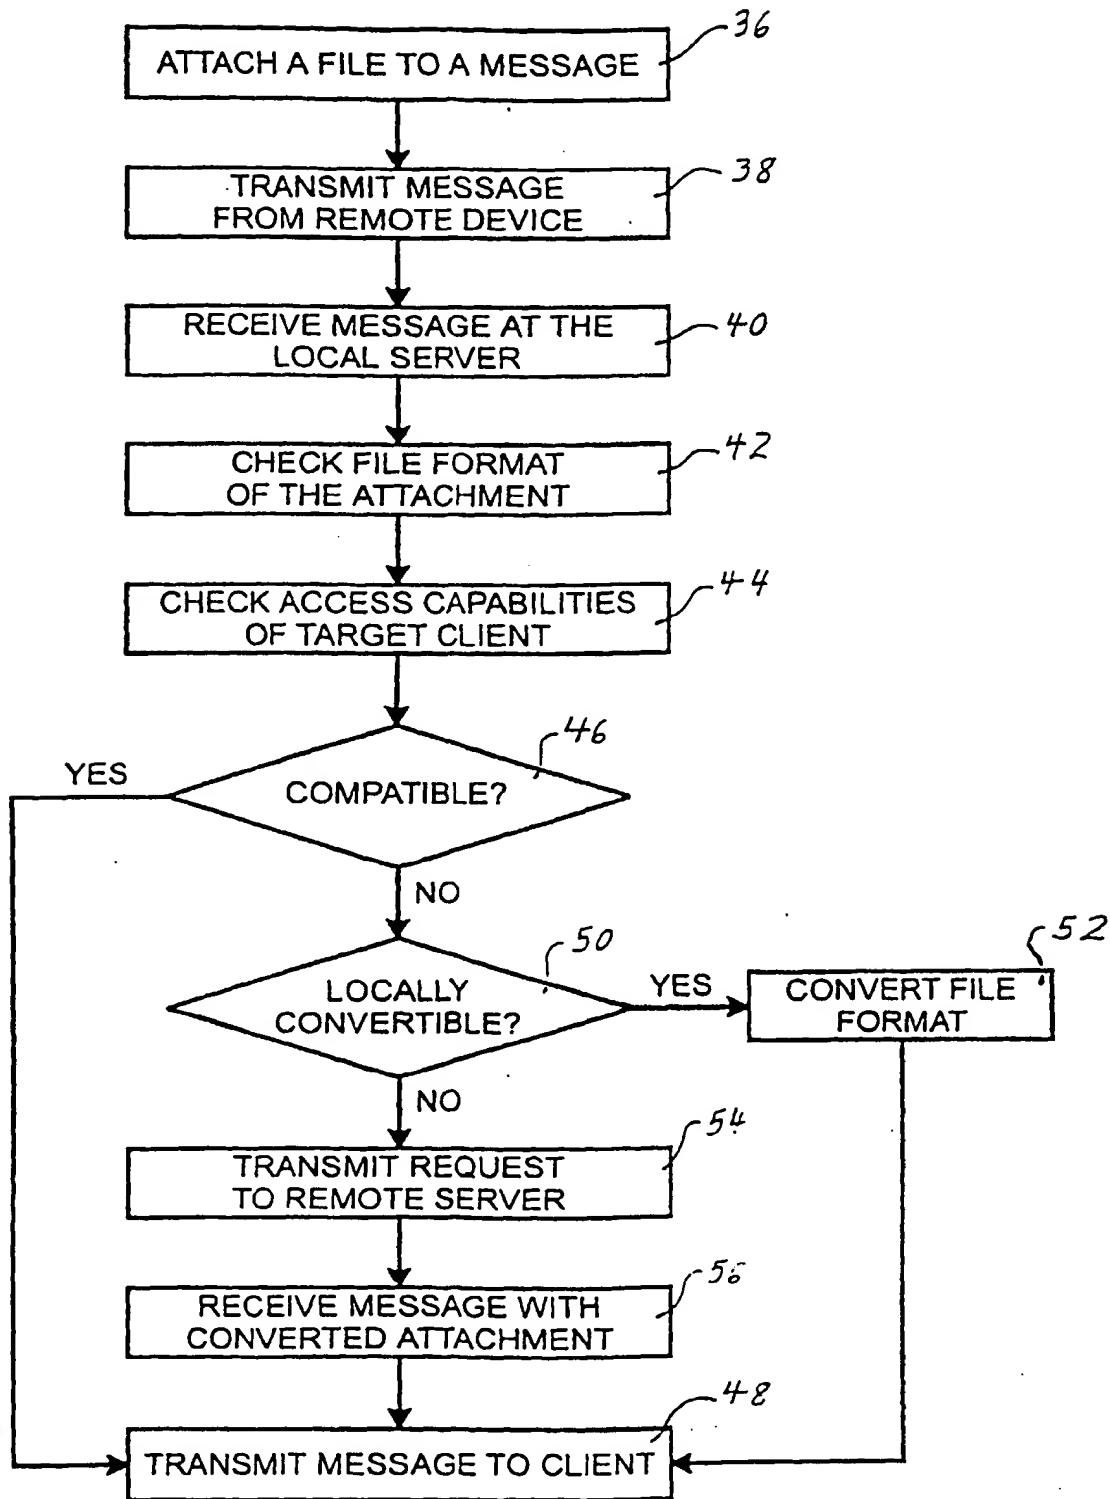 36
ATTACH A FILE TO A MESSAGE
38
TRANSMIT MESSAGE
FROM REMOTE DEVICE
40
RECEIVE MESSAGE AT THE
LOCAL SERVER
42
CHECK FILE FORMAT
OF THE ATTACHMENT
44
CHECK ACCESS CAPABILITIES
OF TARGET CLIENT
46
YES
COMPATIBLE?
NO
50
LOCALLY
CONVERTIBLE?
YES
52
CONVERT FILE
FORMAT
NO
54
TRANSMIT REQUEST
TO REMOTE SERVER
56
RECEIVE MESSAGE WITH
CONVERTED ATTACHMENT
48
TRANSMIT MESSAGE TO CLIENT